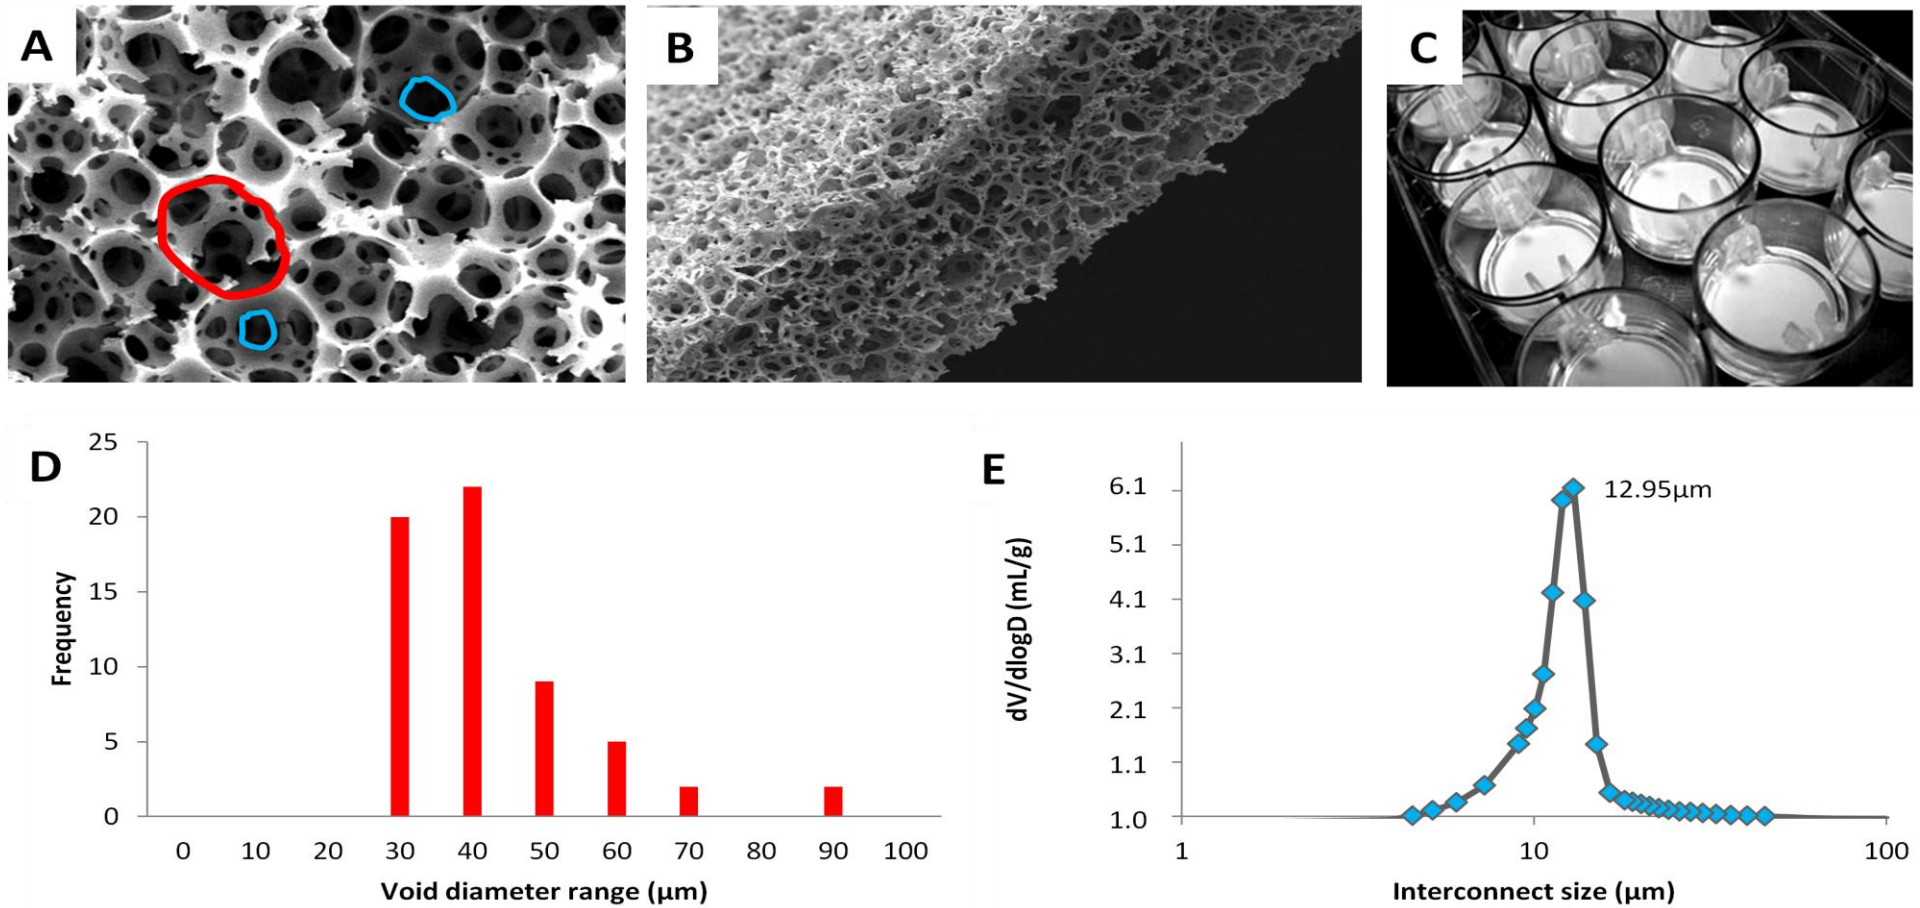 A
B
C
D
25
20
15
10
5
0
Frequency
0 10 20 30 40 50 60 70 80 90 100
Void diameter range (µm)
E
6.1
5.1
4.1
3.1
2.1
1.1
1.0
dV/dlogD (mL/g)
12.95µm
1 10 100
Interconnect size (µm)